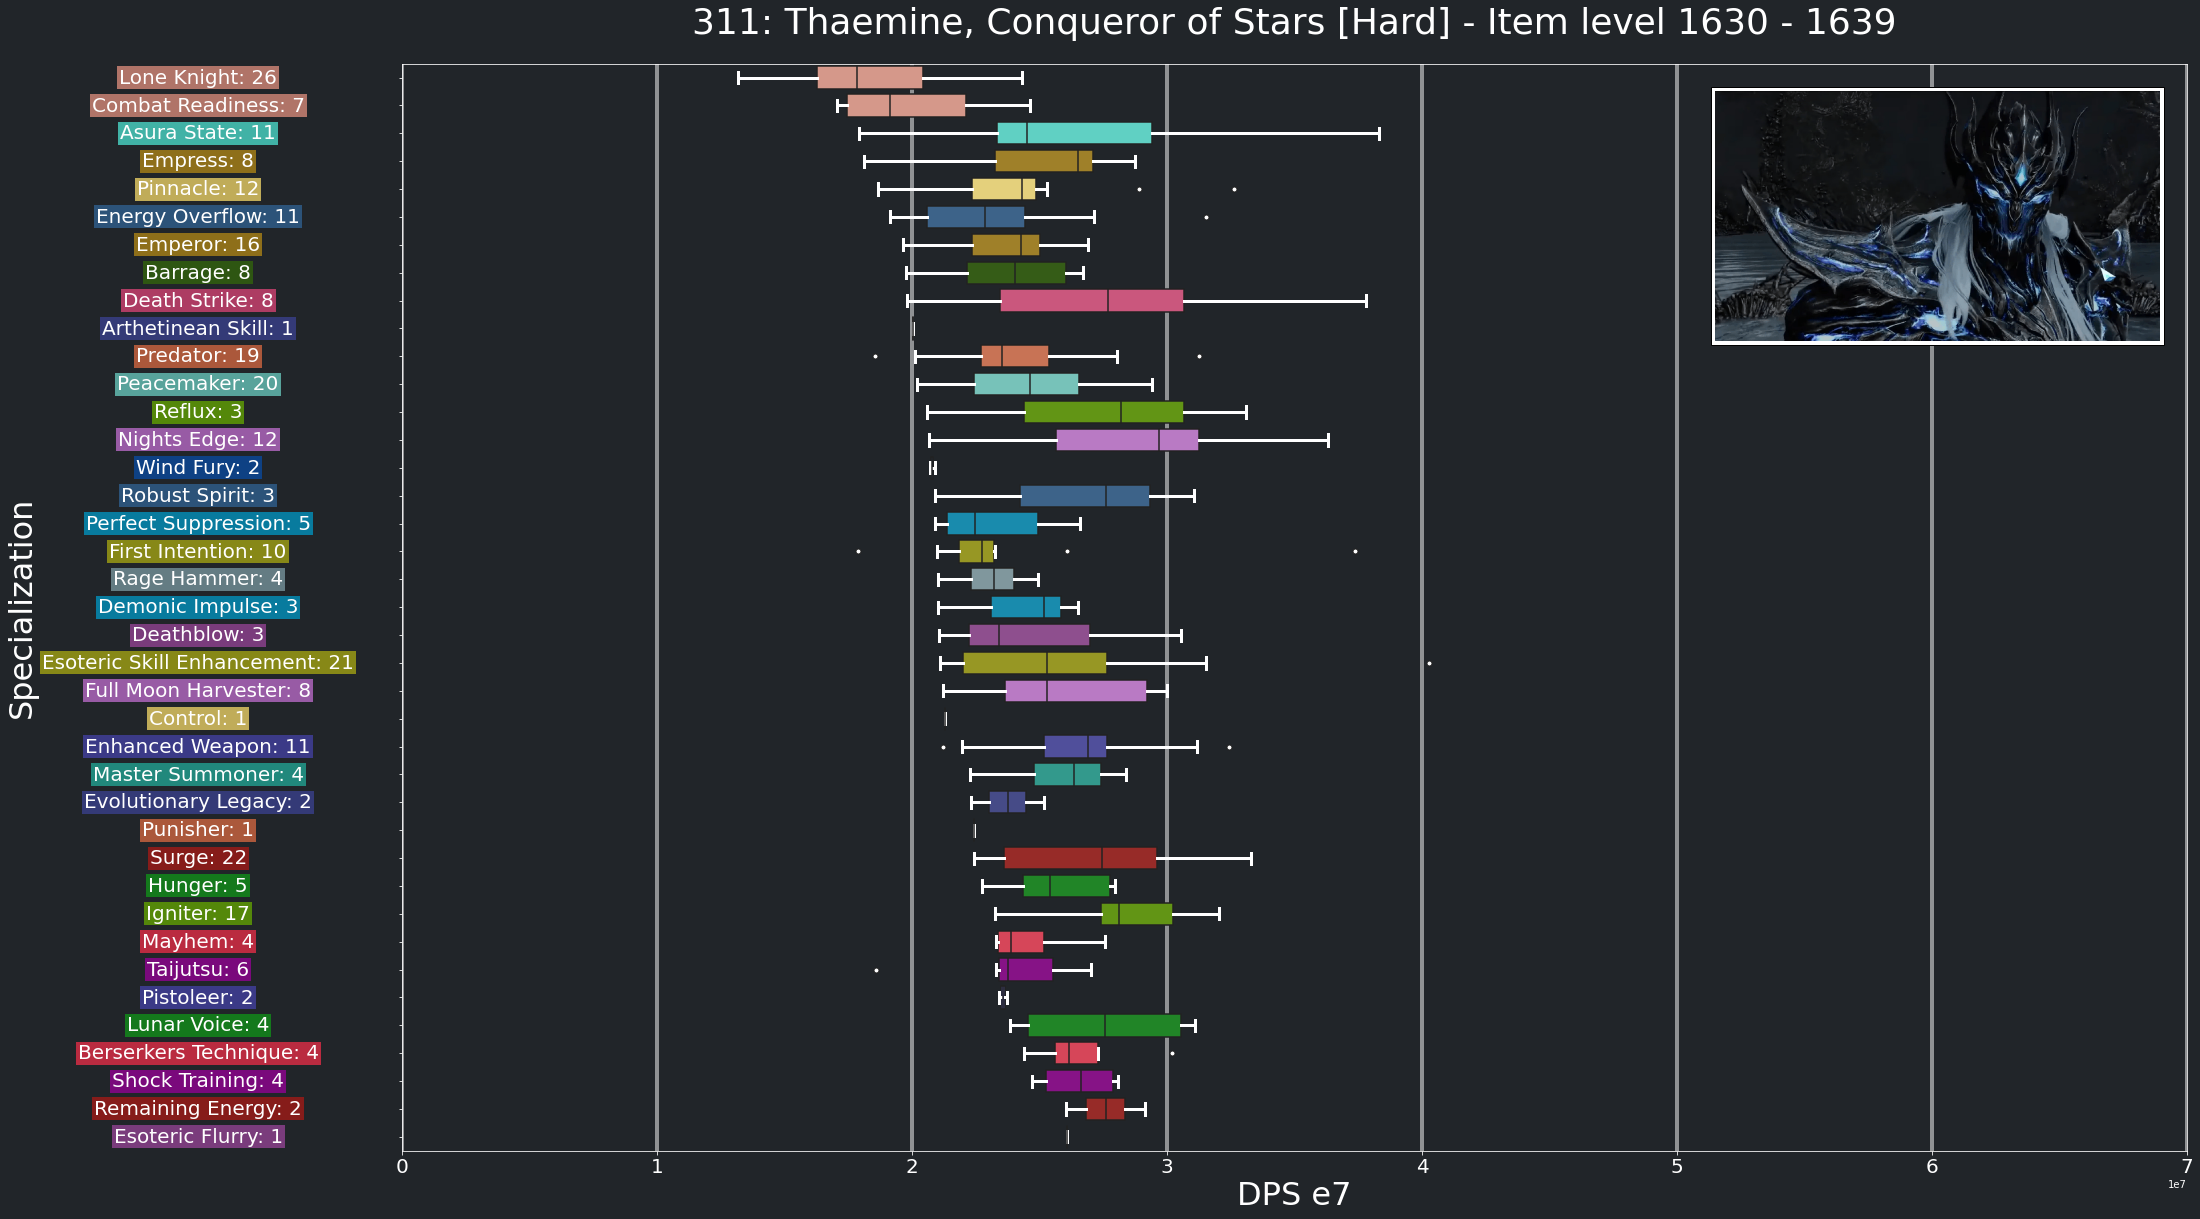 311: Thaemine, Conqueror of Stars [Hard] - Item level 1630 - 1639
Specialization
Lone Knight: 26
Combat Readiness: 7
Asura State: 11
Empress: 8
Pinnacle: 12
Energy Overflow: 11
Emperor: 16
Barrage: 8
Death Strike: 8
Arthetinean Skill: 1
Predator: 19
Peacemaker: 20
Reflux: 3
Nights Edge: 12
Wind Fury: 2
Robust Spirit: 3
Perfect Suppression: 5
First Intention: 10
Rage Hammer: 4
Demonic Impulse: 3
Deathblow: 3
Esoteric Skill Enhancement: 21
Full Moon Harvester: 8
Control: 1
Enhanced Weapon: 11
Master Summoner: 4
Evolutionary Legacy: 2
Punisher: 1
Surge: 22
Hunger: 5
Igniter: 17
Mayhem: 4
Taijutsu: 6
Pistoleer: 2
Lunar Voice: 4
Berserkers Technique: 4
Shock Training: 4
Remaining Energy: 2
Esoteric Flurry: 1
0 1 2 3 4 5 6 7
1e7
DPS e7